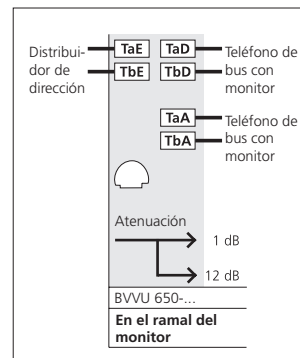 Distribui-
dor de
dirección
TaE
TbE
TaD
TbD
Teléfono de
bus con
monitor
TaA
TbA
Teléfono de
bus con
monitor
Atenuación
1 dB
12 dB
BVVU 650-...
En el ramal del
monitor